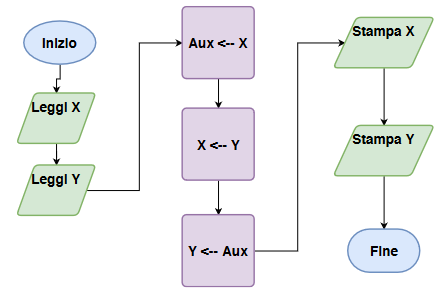 Inizio
Leggi X
Leggi Y
Aux <-- X
X <-- Y
Y <-- Aux
Stampa X
Stampa Y
Fine